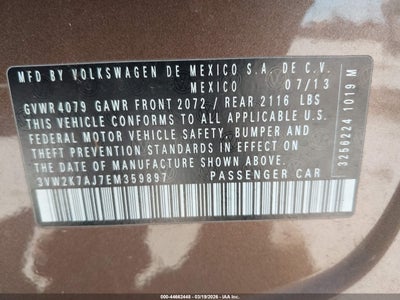 MFD BY VOLKSWAGEN DE MEXICO S.A. DE C.V.
MEXICO 07/13
GVWR 4079 GAWR FRONT 2072 / REAR 2116 LBS
THIS VEHICLE CONFORMS TO ALL APPLICABLE U.S.
FEDERAL MOTOR VEHICLE SAFETY, BUMPER AND
THEFT PREVENTION STANDARDS IN EFFECT ON
THE DATE OF MANUFACTURE SHOWN ABOVE
3VW2K7AJ7EM359897 PASSENGER CAR
3256224 1019 M
000-44662448 - 03/19/2026 - IAA